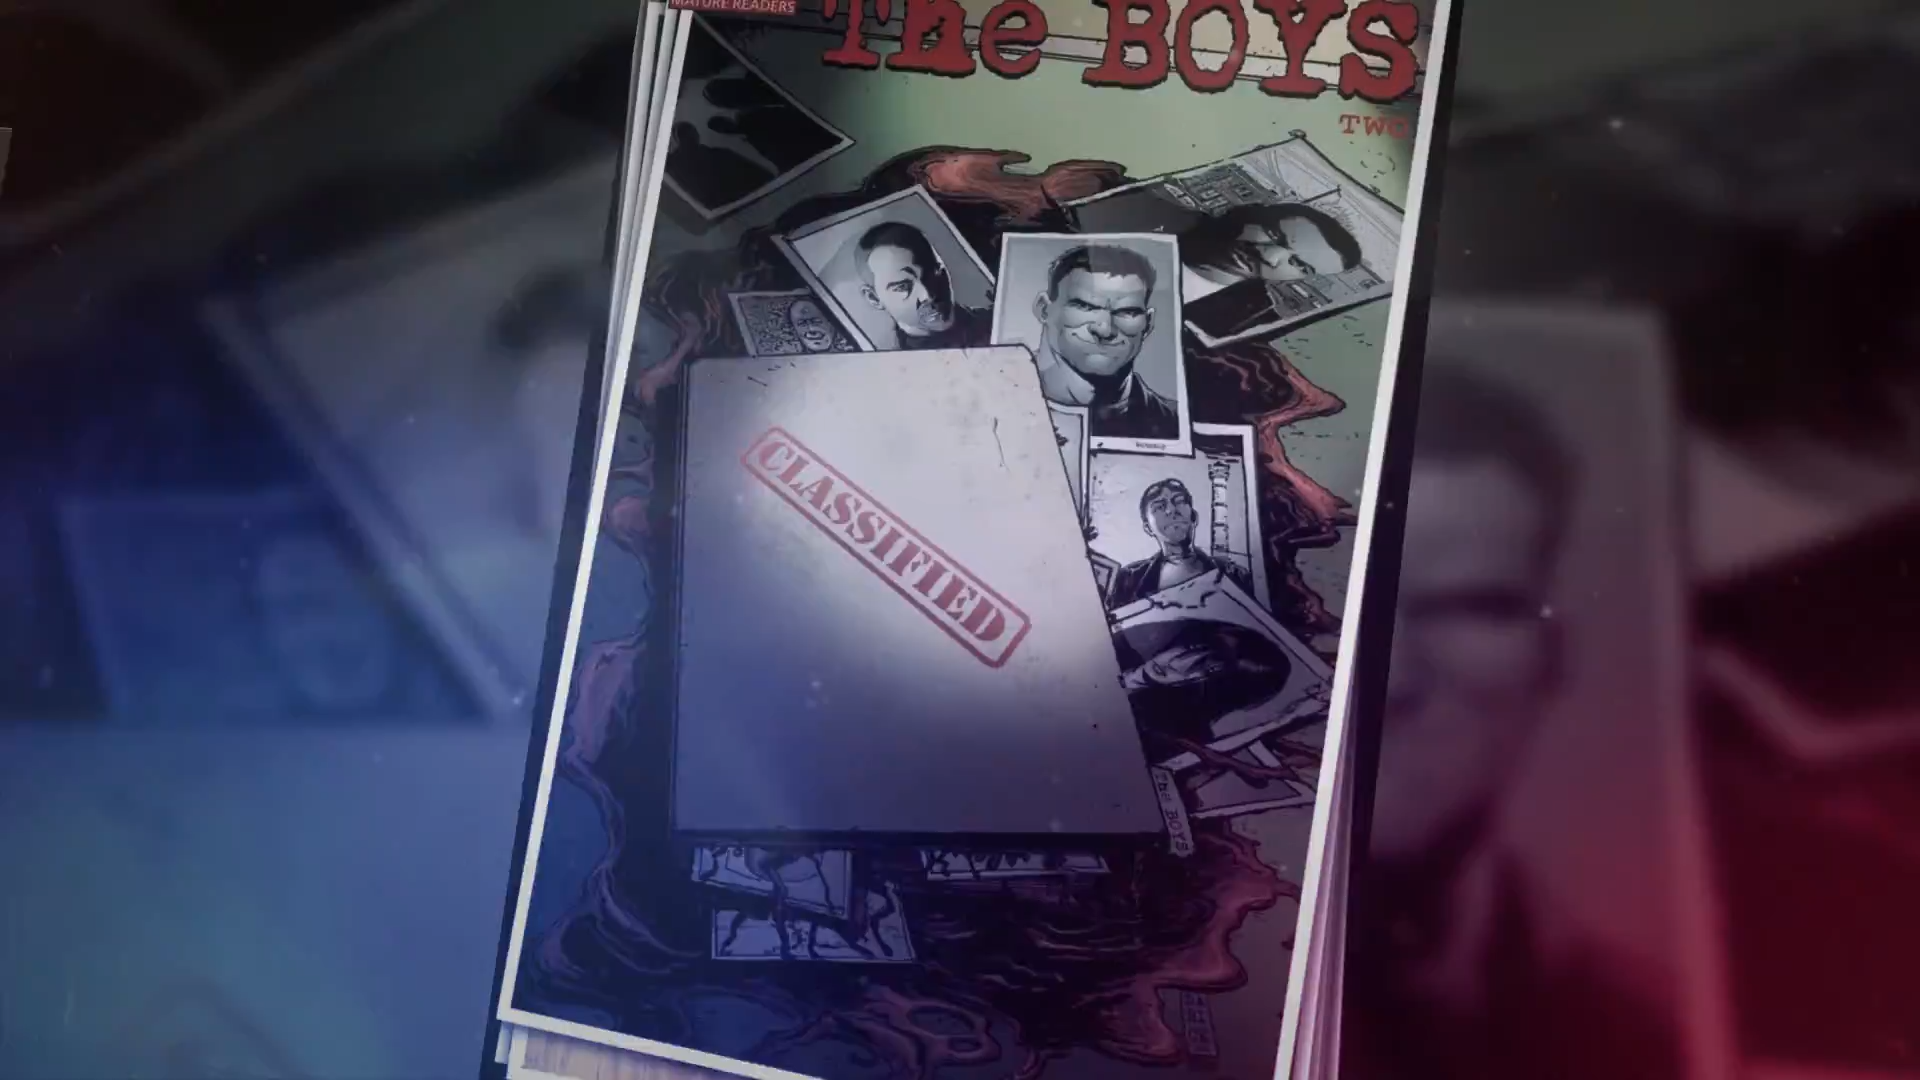 MATURE READERS
The BOYS
TWO
CLASSIFIED
The BOYS